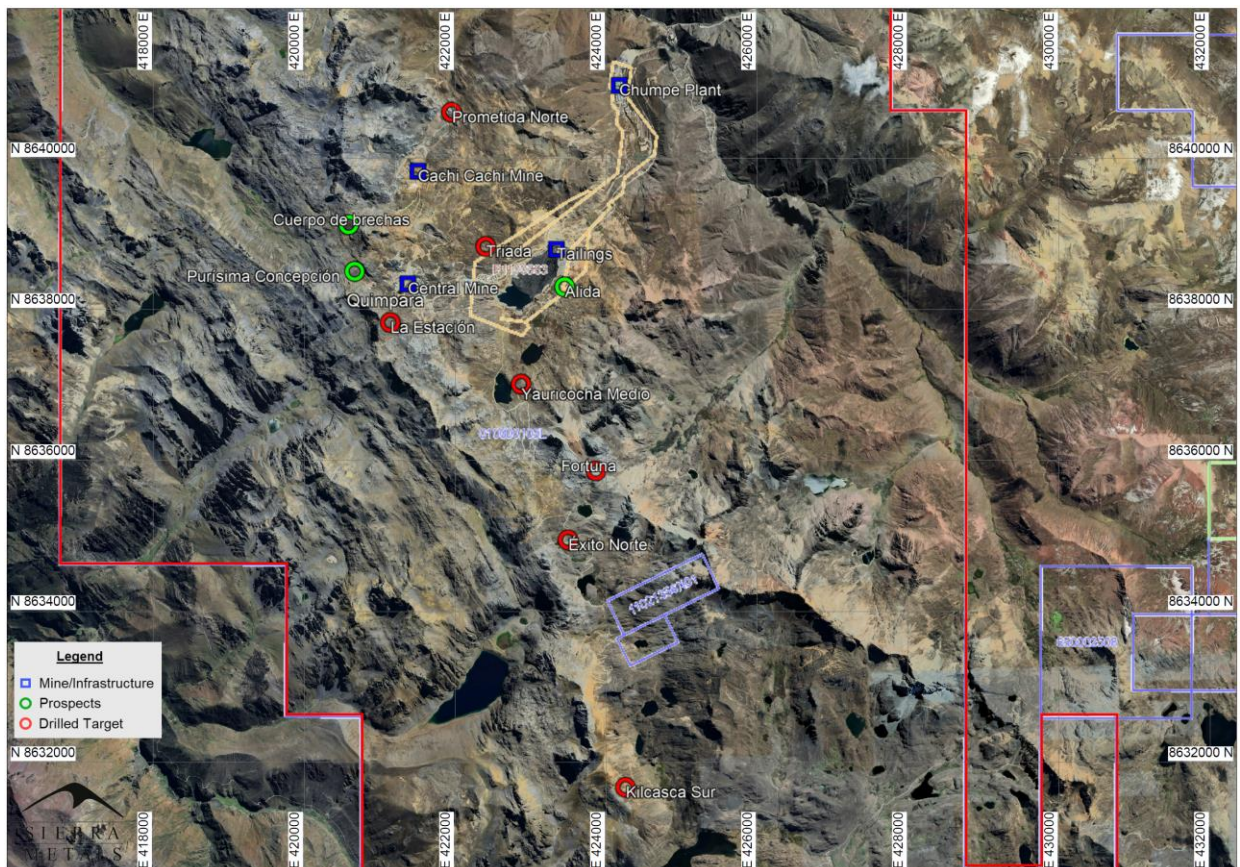 418000 E
420000 E
422000 E
424000 E
426000 E
428000 E
430000 E
432000 E
Chumpe Plant
Prometida Norte
N 8640000
8640000 N
Cachi Cachi Mine
Cuerpo de brechas
Triada
Tailings
Purisima Concepción
Central Mine
Alida
Quimpara
N 8638000
8638000 N
La Estación
Yauricocha Medio
N 8636000
8636000 N
Fortuna
Exito Norte
N 8634000
8634000 N
Legend
Mine/Infrastructure
Prospects
Drilled Target
N 8632000
8632000 N
Kilcasca Sur
SIERRA
METALS
418000
E
420000
E
422000
E
424000
E
426000
E
428000
E
430000
E
432000
E